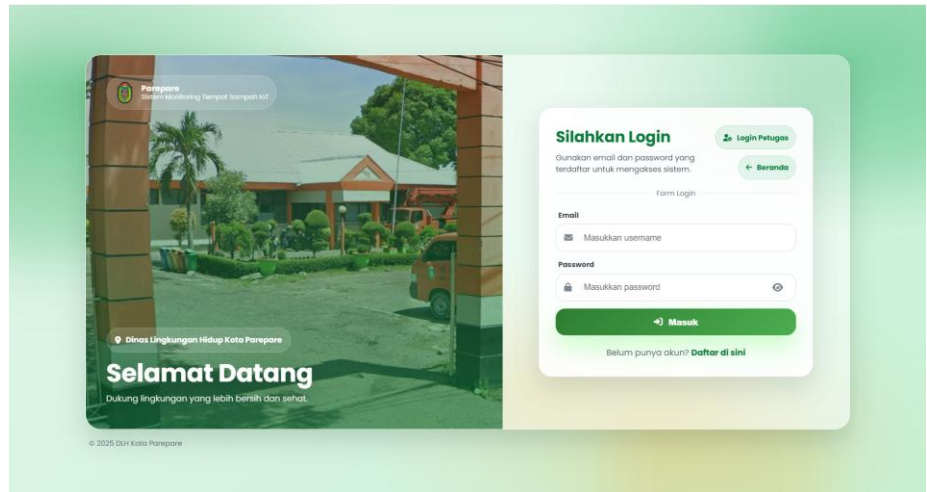 Parepare
Sistem Monitoring Tempat Sampah IoT
Dinas Lingkungan Hidup Kota Parepare
Selamat Datang
Dukung lingkungan yang lebih bersih dan sehat.
© 2025 DLH Kota Parepare
Silahkan Login
Login Petugas
Gunakan email dan password yang
terdaftar untuk mengakses sistem.
← Beranda
Form Login
Email
Masukkan username
Password
Masukkan password
Masuk
Belum punya akun? Daftar di sini